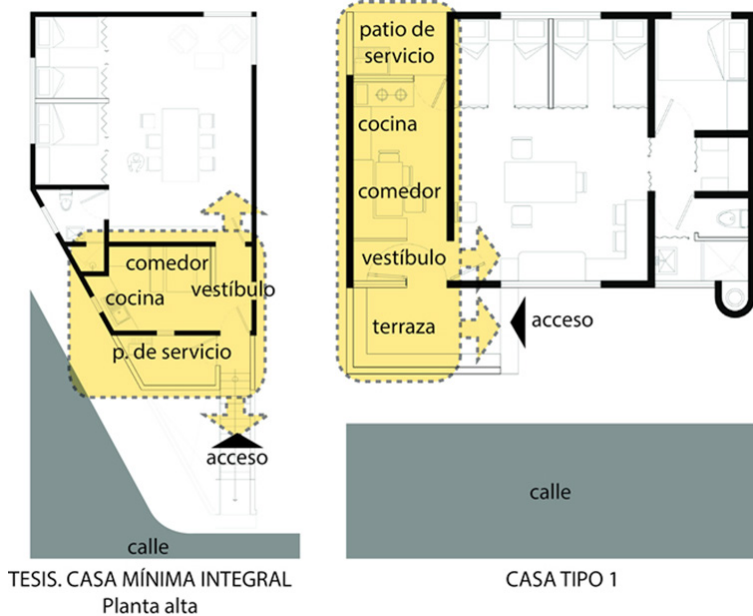 comedor
cocina
vestíbulo
p. de servicio
acceso
calle
TESIS. CASA MÍNIMA INTEGRAL
Planta alta
patio de
servicio
cocina
comedor
vestíbulo
terraza
acceso
calle
CASA TIPO 1